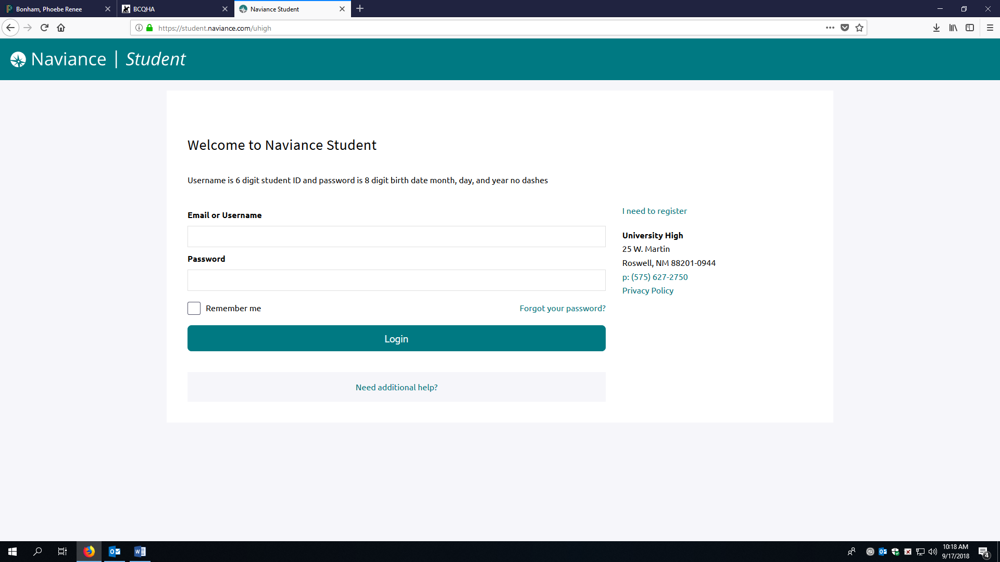 Bonham, Phoebe Renee
BCQHA
Naviance Student
https://student.naviance.com/uhigh
Naviance | Student
Welcome to Naviance Student
Username is 6 digit student ID and password is 8 digit birth date month, day, and year no dashes
Email or Username
Password
Remember me
Forgot your password?
Login
Need additional help?
I need to register
University High
25 W. Martin
Roswell, NM 88201-0944
p: (575) 627-2750
Privacy Policy
10:18 AM
9/17/2018
4